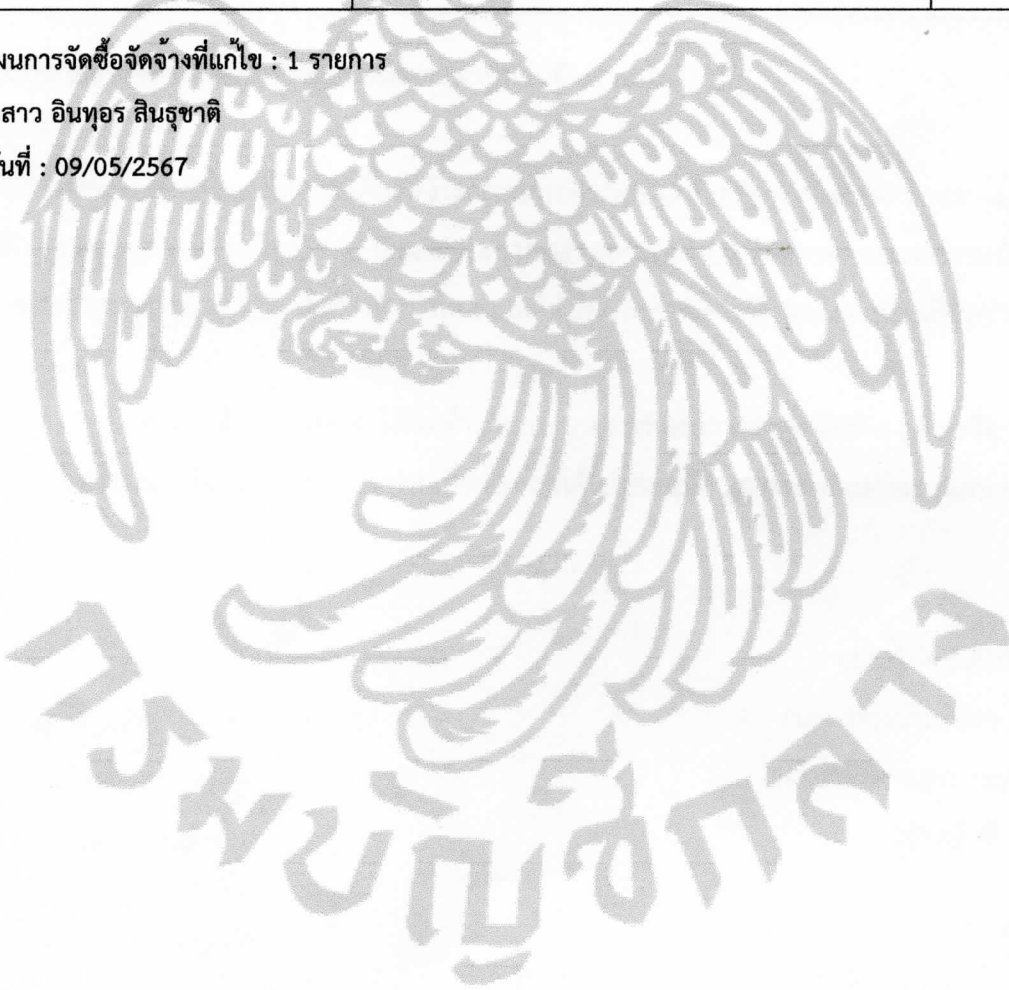 ผนการจัดซื้อจัดจ้างที่แก้ไข : 1 รายการ
สาว อินทุอร สินธุชาติ
นที่ : 09/05/2567
กรมบัญชีกลาง